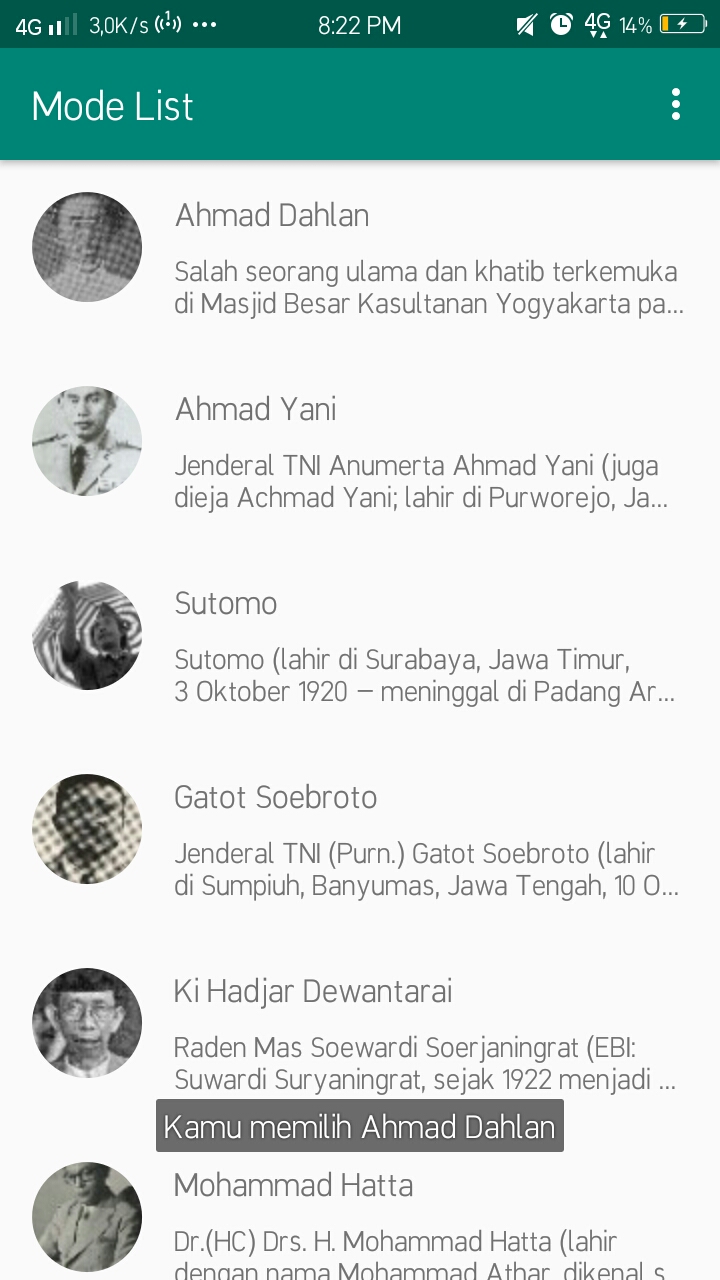 4G 3,0K/s ... 8:22 PM 4G 14%
Mode List
Ahmad Dahlan
Salah seorang ulama dan khatib terkemuka
di Masjid Besar Kasultanan Yogyakarta pa...
Ahmad Yani
Jenderal TNI Anumerta Ahmad Yani (juga
dieja Achmad Yani; lahir di Purworejo, Ja...
Sutomo
Sutomo (lahir di Surabaya, Jawa Timur,
3 Oktober 1920 – meninggal di Padang Ar...
Gatot Soebroto
Jenderal TNI (Purn.) Gatot Soebroto (lahir
di Sumpiuh, Banyumas, Jawa Tengah, 10 O...
Ki Hadjar Dewantarai
Raden Mas Soewardi Soerjaningrat (EBI:
Suwardi Suryaningrat, sejak 1922 menjadi ...
Kamu memilih Ahmad Dahlan
Mohammad Hatta
Dr.(HC) Drs. H. Mohammad Hatta (lahir
dengan nama Mohammad Athar, dikenal s